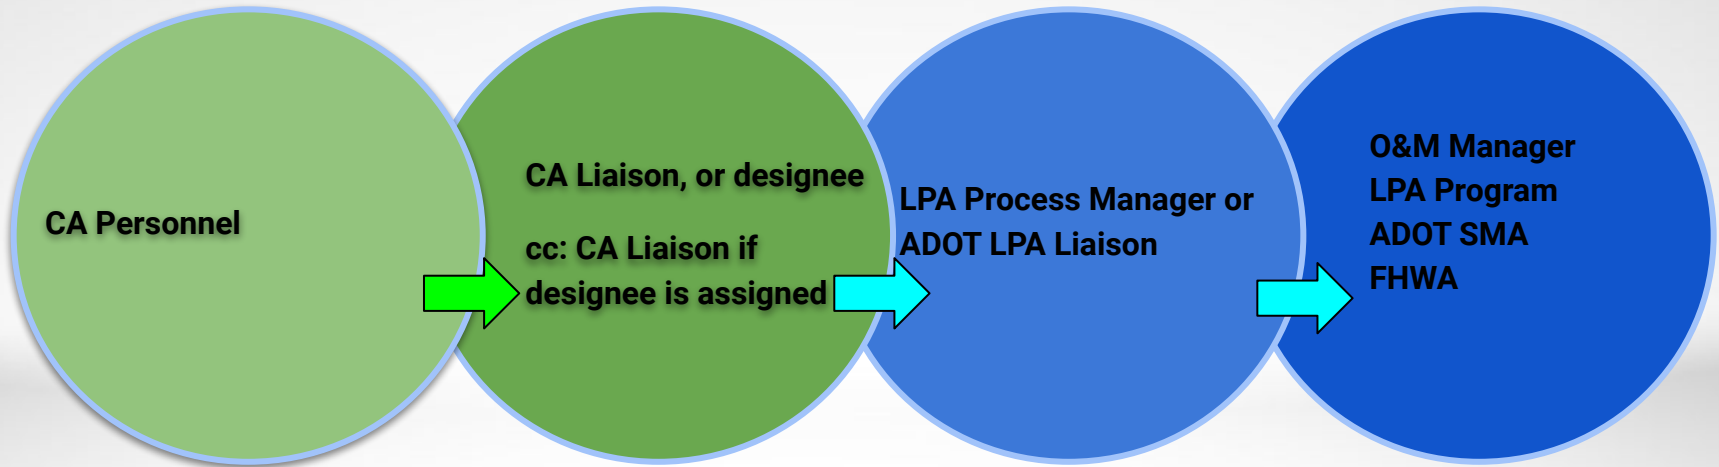 CA Personnel
CA Liaison, or designee
cc: CA Liaison if
designee is assigned
LPA Process Manager or
ADOT LPA Liaison
O&M Manager
LPA Program
ADOT SMA
FHWA